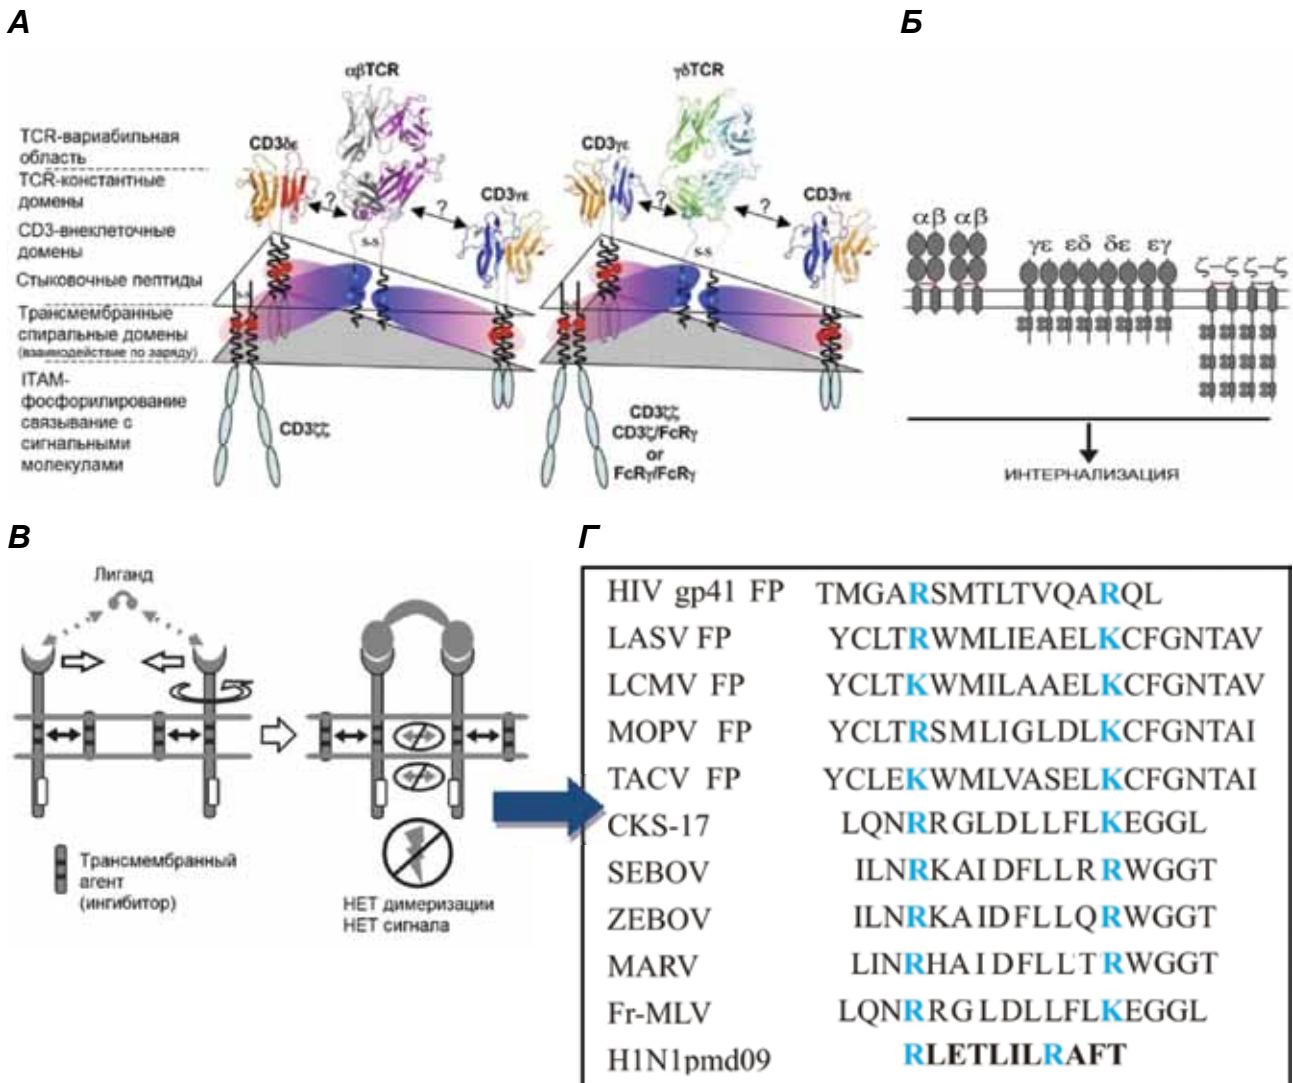 А
Б
αβTCR
γδTCR
TCR-вариабильная
область
CD3δε
CD3γε
TCR-константные
домены
CD3γε
CD3γε
?
?
?
?
CD3-внеклеточные
домены
s-s
s-s
Стыковочные пептиды
Трансмембранные
спиральные домены
(взаимодействие по заряду)
ITAM-
фосфорилирование
связывание с
сигнальными
молекулами
CD3ζζ
CD3ζζ
CD3ζ/FcRγ
or
FcRγ/FcRγ
αβ αβ
γε εδ δε εγ
ζ–ζ ζ–ζ
ИНТЕРНАЛИЗАЦИЯ
В
Лиганд
Трансмембранный
агент
(ингибитор)
НЕТ димеризации
НЕТ сигнала
Г
HIV gp41 FP TMGARSMTLTVQARQL
LASV FP YCLTRWMLIEAELKCFGNTAV
LCMV FP YCLTKWMILAAELKCFGNTAV
MOPV FP YCLTRSMLIGLDLKCFGNTAI
TACV FP YCLEKWMLVASELKCFGNTAI
CKS-17 LQNRRGLDLLFLKEGGL
SEBOV ILNRKAIDFLLRRWGGT
ZEBOV ILNRKAIDFLLQRWGGT
MARV LINRHAIDFLLTRWGGT
Fr-MLV LQNRRGLDLLFLKEGGL
H1N1pmd09 RLETLILRAFT